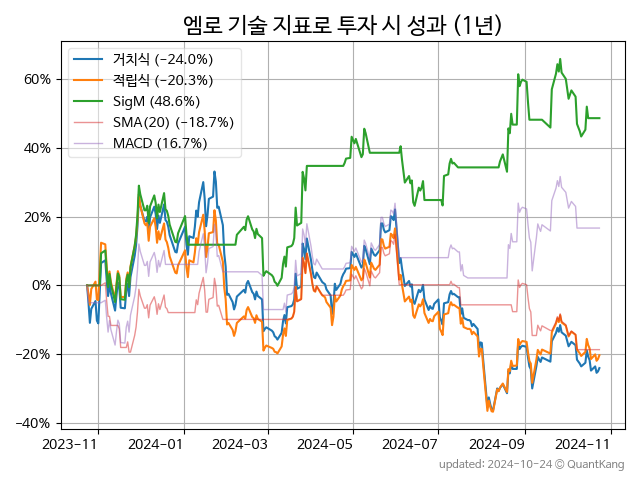 엠로 기술 지표로 투자 시 성과 (1년)
거치식 (−24.0%)
적립식 (−20.3%)
SigM (48.6%)
SMA(20) (−18.7%)
MACD (16.7%)
60%
40%
20%
0%
−20%
−40%
2023−11 2024−01 2024−03 2024−05 2024−07 2024−09 2024−11
updated: 2024−10−24 ⓒ QuantKang